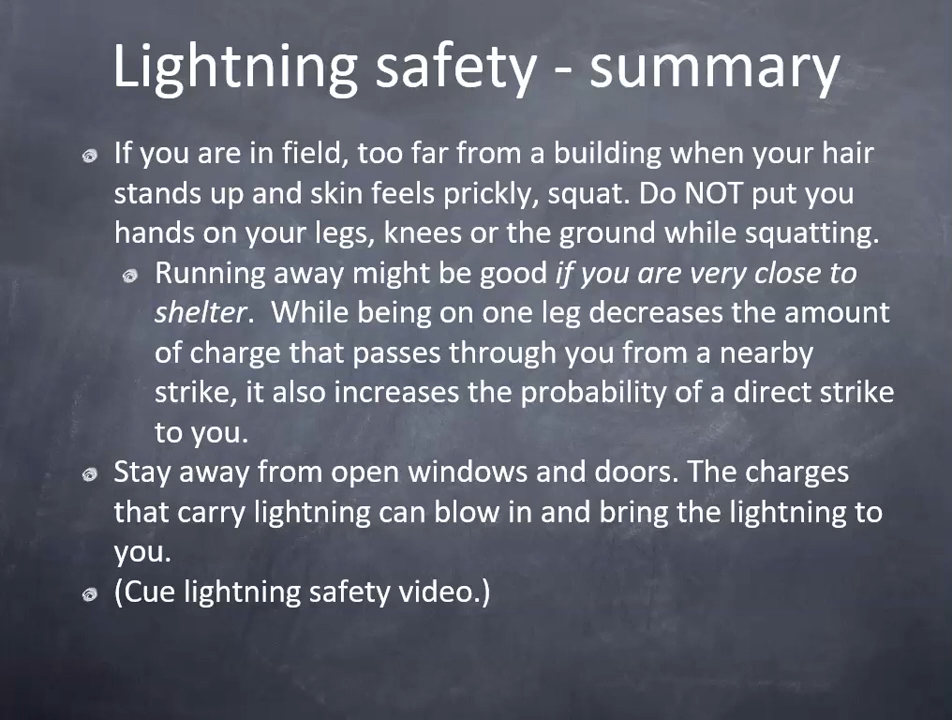 Lightning safety - summary
If you are in field, too far from a building when your hair
stands up and skin feels prickly, squat. Do NOT put you
hands on your legs, knees or the ground while squatting.
Running away might be good if you are very close to
shelter.  While being on one leg decreases the amount
of charge that passes through you from a nearby
strike, it also increases the probability of a direct strike
to you.
Stay away from open windows and doors. The charges
that carry lightning can blow in and bring the lightning to
you.
(Cue lightning safety video.)